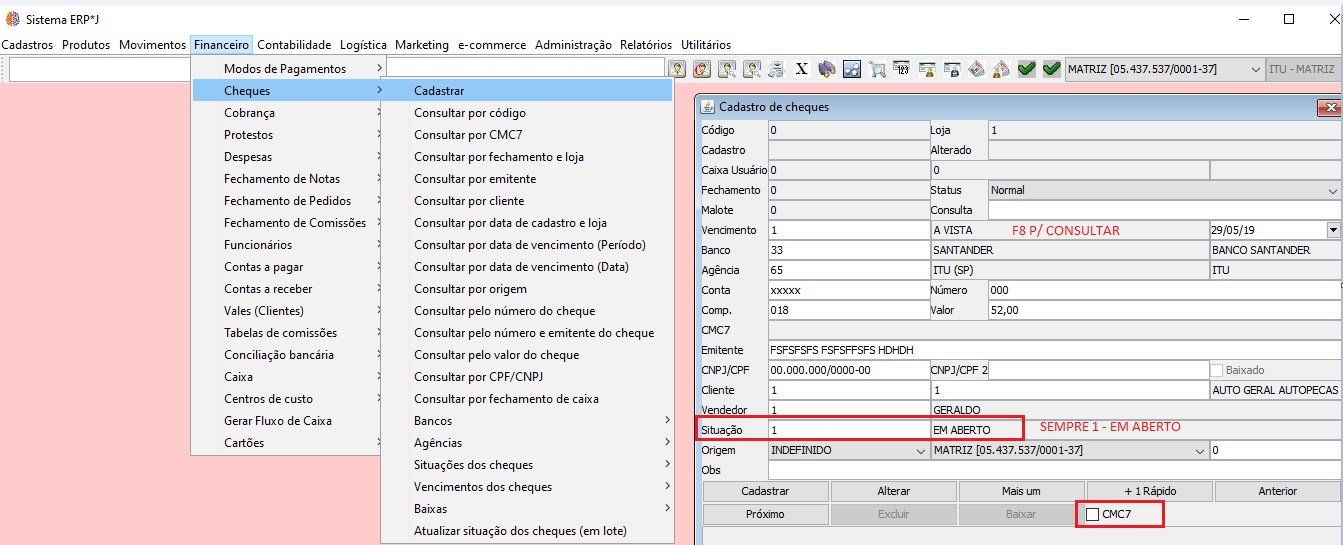 Sistema ERP*J
Cadastros Produtos Movimentos Financeiro Contabilidade Logística Marketing e-commerce Administração Relatórios Utilitários
X 123 MATRIZ [05.437.537/0001-37] ITU - MATRIZ
Modos de Pagamentos
Cheques
Cobrança
Protestos
Despesas
Fechamento de Notas
Fechamento de Pedidos
Fechamento de Comissões
Funcionários
Contas a pagar
Contas a receber
Vales (Clientes)
Tabelas de comissões
Conciliação bancária
Caixa
Centros de custo
Gerar Fluxo de Caixa
Cartões
Cadastrar
Consultar por código
Consultar por CMC7
Consultar por fechamento e loja
Consultar por emitente
Consultar por cliente
Consultar por data de cadastro e loja
Consultar por data de vencimento (Período)
Consultar por data de vencimento (Data)
Consultar por origem
Consultar pelo número do cheque
Consultar pelo número e emitente do cheque
Consultar pelo valor do cheque
Consultar por CPF/CNPJ
Consultar por fechamento de caixa
Bancos
Agências
Situações dos cheques
Vencimentos dos cheques
Baixas
Atualizar situação dos cheques (em lote)
Cadastro de cheques
Código 0 Loja 1
Cadastro Alterado
Caixa Usuário 0 0
Fechamento 0 Status Normal
Malote 0 Consulta
Vencimento 1 A VISTA F8 P/ CONSULTAR 29/05/19
Banco 33 SANTANDER BANCO SANTANDER
Agência 65 ITU (SP) ITU
Conta xxxxx Número 000
Comp. 018 Valor 52,00
CMC7
Emitente FSFSFSFS FSFSFFSFS HDHDH
CNPJ/CPF 00.000.000/0000-00 CNPJ/CPF 2 Baixado
Cliente 1 1 AUTO GERAL AUTOPECAS
Vendedor 1 GERALDO
Situação 1 EM ABERTO SEMPRE 1 - EM ABERTO
Origem INDEFINIDO MATRIZ [05.437.537/0001-37] 0
Obs
Cadastrar Alterar Mais um + 1 Rápido Anterior
Próximo Excluir Baixar CMC7